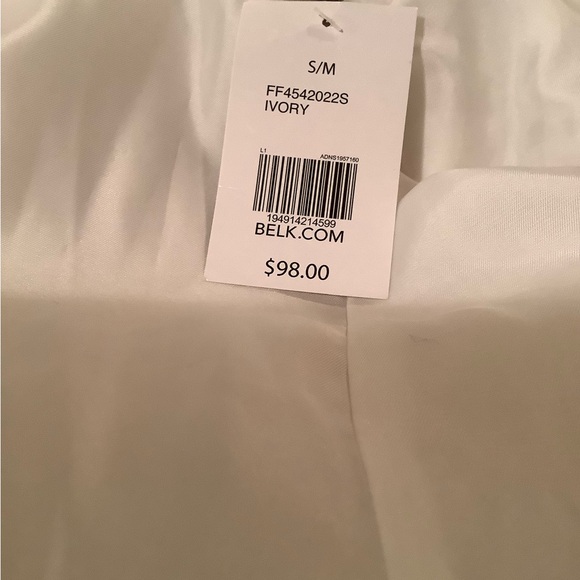 S/M
FF4542022S
IVORY
L1 ADNS1957160
194914214599
BELK.COM
$98.00